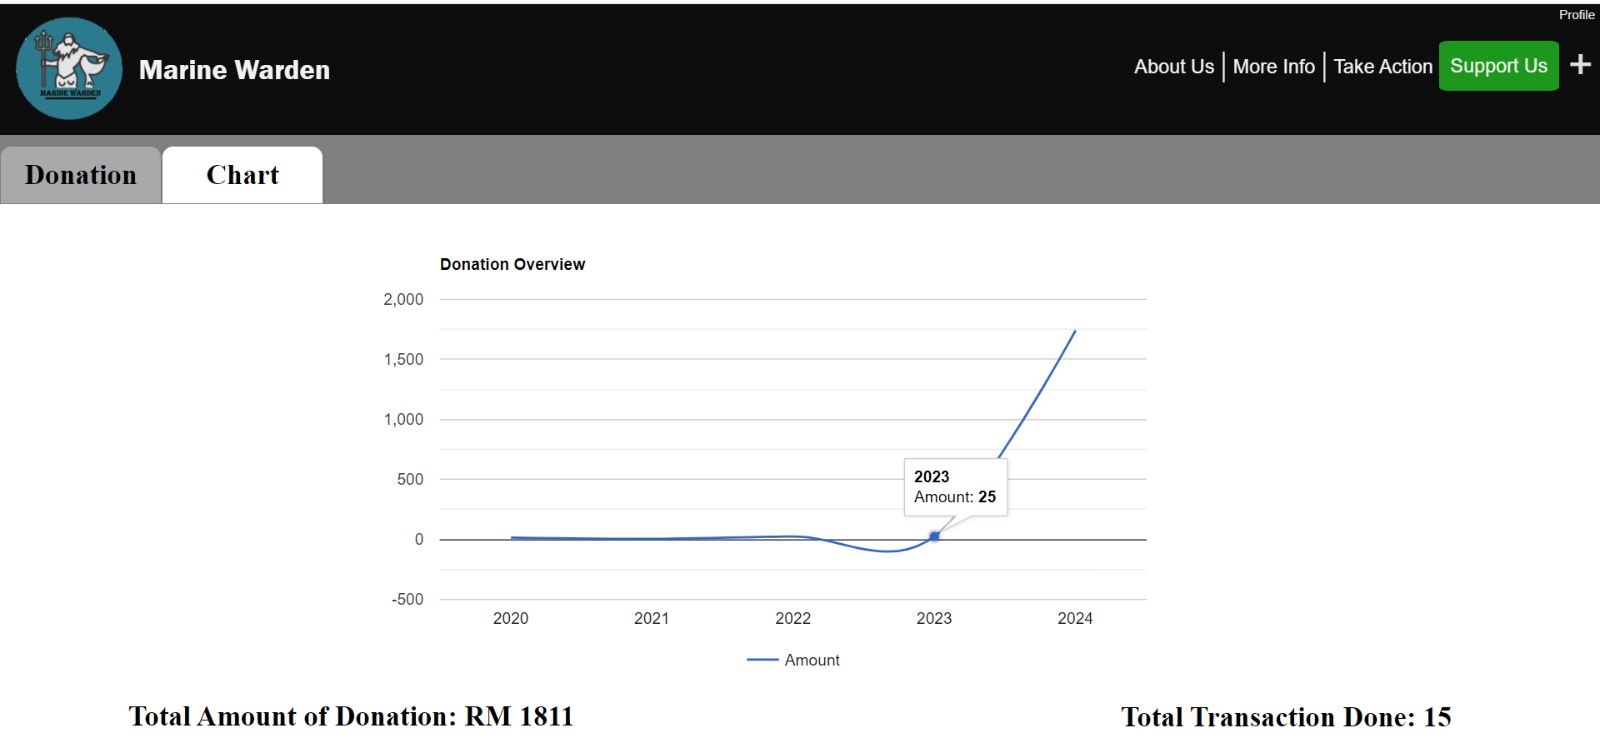 Profile
MARINE WARDEN
Marine Warden
About Us More Info Take Action Support Us +
Donation Chart
Donation Overview
2,000
1,500
1,000
500
0
-500
2023
Amount: 25
2020 2021 2022 2023 2024
Amount
Total Amount of Donation: RM 1811
Total Transaction Done: 15